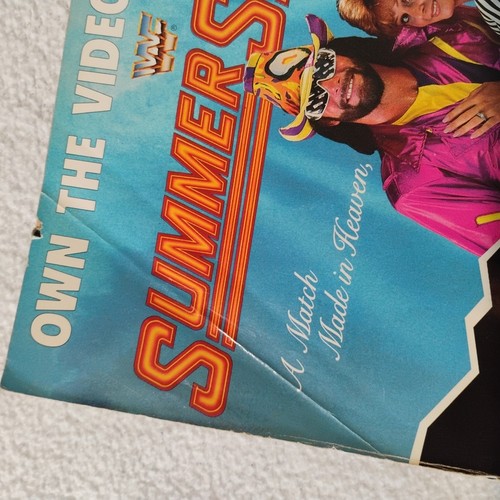 OWN THE VIDEO
WWF
SUMMERS
A Match
Made in Heaven,